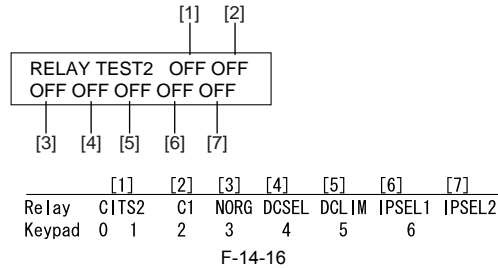 [1] [2]
RELAY TEST2 OFF OFF
OFF OFF OFF OFF OFF
[3] [4] [5] [6] [7]
[1] [2] [3] [4] [5] [6] [7]
Relay CITS2 C1 NORG DCSEL DCLIM IPSEL1 IPSEL2
Keypad 0 1 2 3 4 5 6
F-14-16